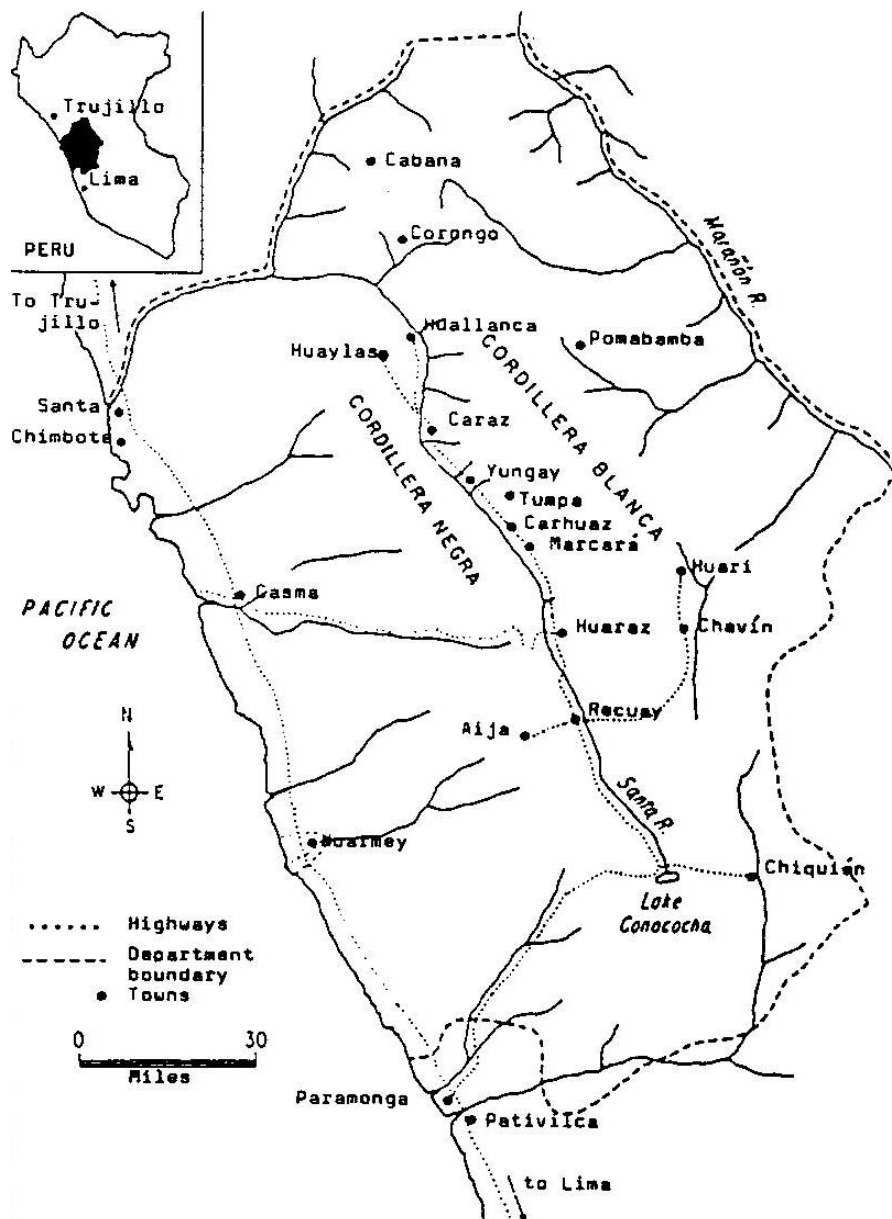 Trujillo
Lima
PERU
To Tru-
jillo
Cabana
Corongo
Marañón R.
Huallanca
Huaylas
Pomabamba
CORDILLERA BLANCA
Santa
Chimbote
Caraz
CORDILLERA NEGRA
Yungay
Tumpa
Carhuaz
Marcará
Huari
Casma
PACIFIC
OCEAN
Huaraz
Chavín
Recuay
Aija
N
W E
S
Santa R.
Huarmey
Chiquián
Lake
Conococha
Highways
Department
boundary
Towns
0 30
Miles
Paramonga
Pativilca
to Lima